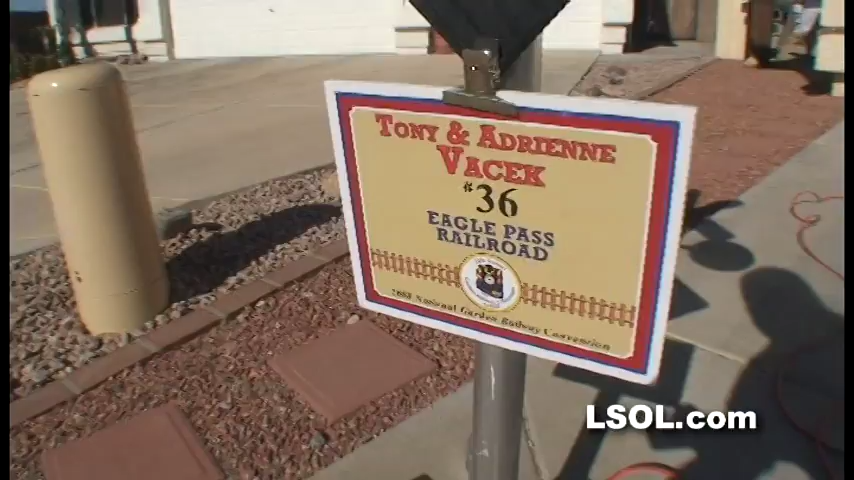 TONY & ADRIENNE
VACEK
#36
EAGLE PASS
RAILROAD
National Garden Railway Convention
LSOL.com